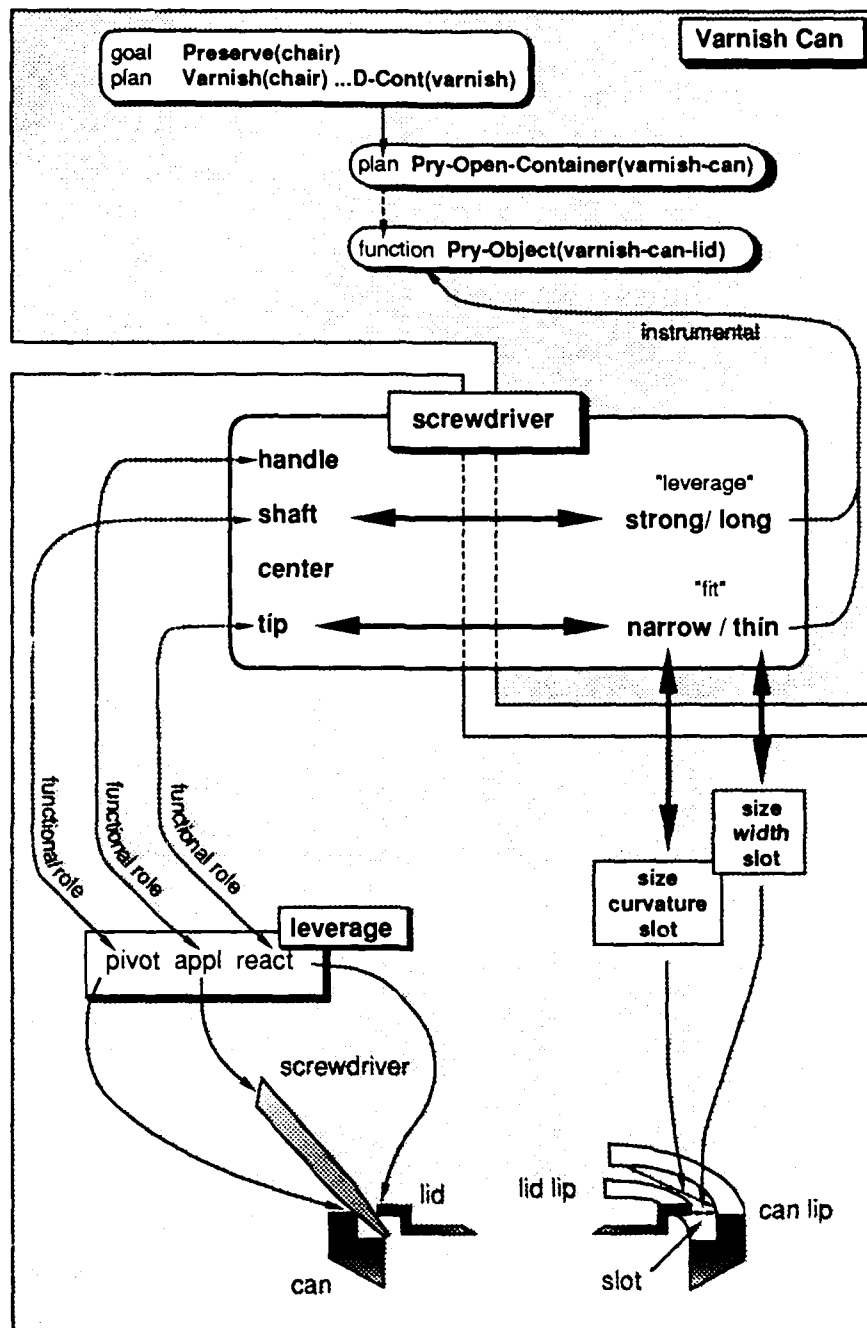 Varnish Can
goal Preserve(chair)
plan Varnish(chair) ...D-Cont(varnish)
plan Pry-Open-Container(varnish-can)
function Pry-Object(varnish-can-lid)
instrumental
screwdriver
handle
"leverage"
shaft
strong/ long
center
"fit"
tip
narrow / thin
functional role
functional role
functional role
size
width
slot
size
curvature
slot
leverage
pivot appl react
screwdriver
lid
lid lip
can lip
can
slot